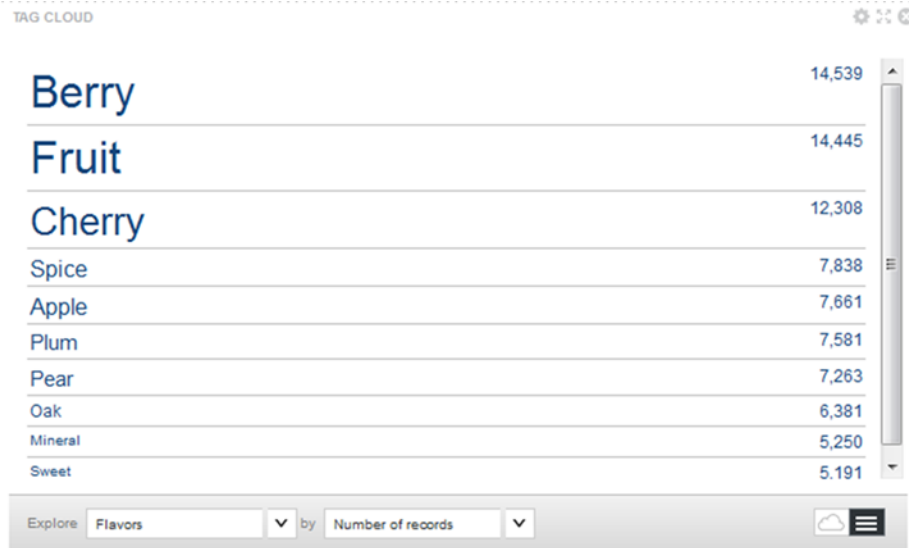 TAG CLOUD
Berry 14,539
Fruit 14,445
Cherry 12,308
Spice 7,838
Apple 7,661
Plum 7,581
Pear 7,263
Oak 6,381
Mineral 5,250
Sweet 5.191
Explore Flavors by Number of records